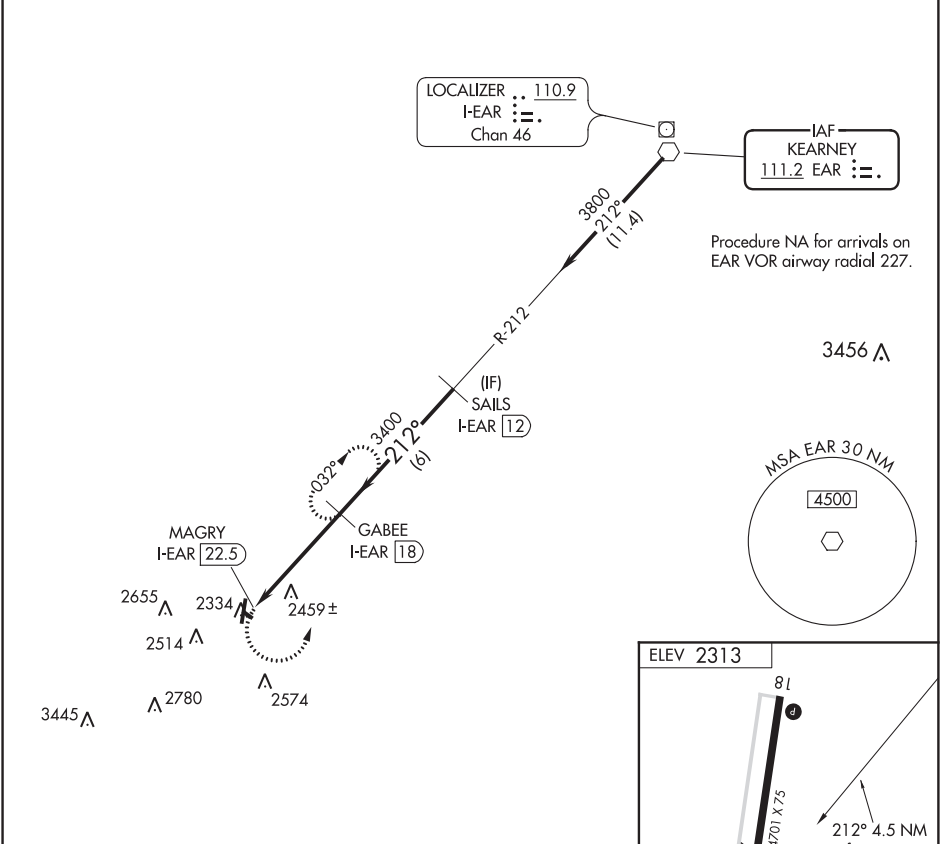 LOCALIZER 110.9
I-EAR
Chan 46
IAF
KEARNEY
111.2 EAR
3800
212°
(11.4)
Procedure NA for arrivals on
EAR VOR airway radial 227.
R-212
3456
(IF)
SAILS
I-EAR 12
3400
212°
(6)
032°
MSA EAR 30 NM
4500
GABEE
I-EAR 18
MAGRY
I-EAR 22.5
2655
2334
2459±
2514
2574
2780
3445
ELEV 2313
18
P
4701 X 75
212° 4.5 NM